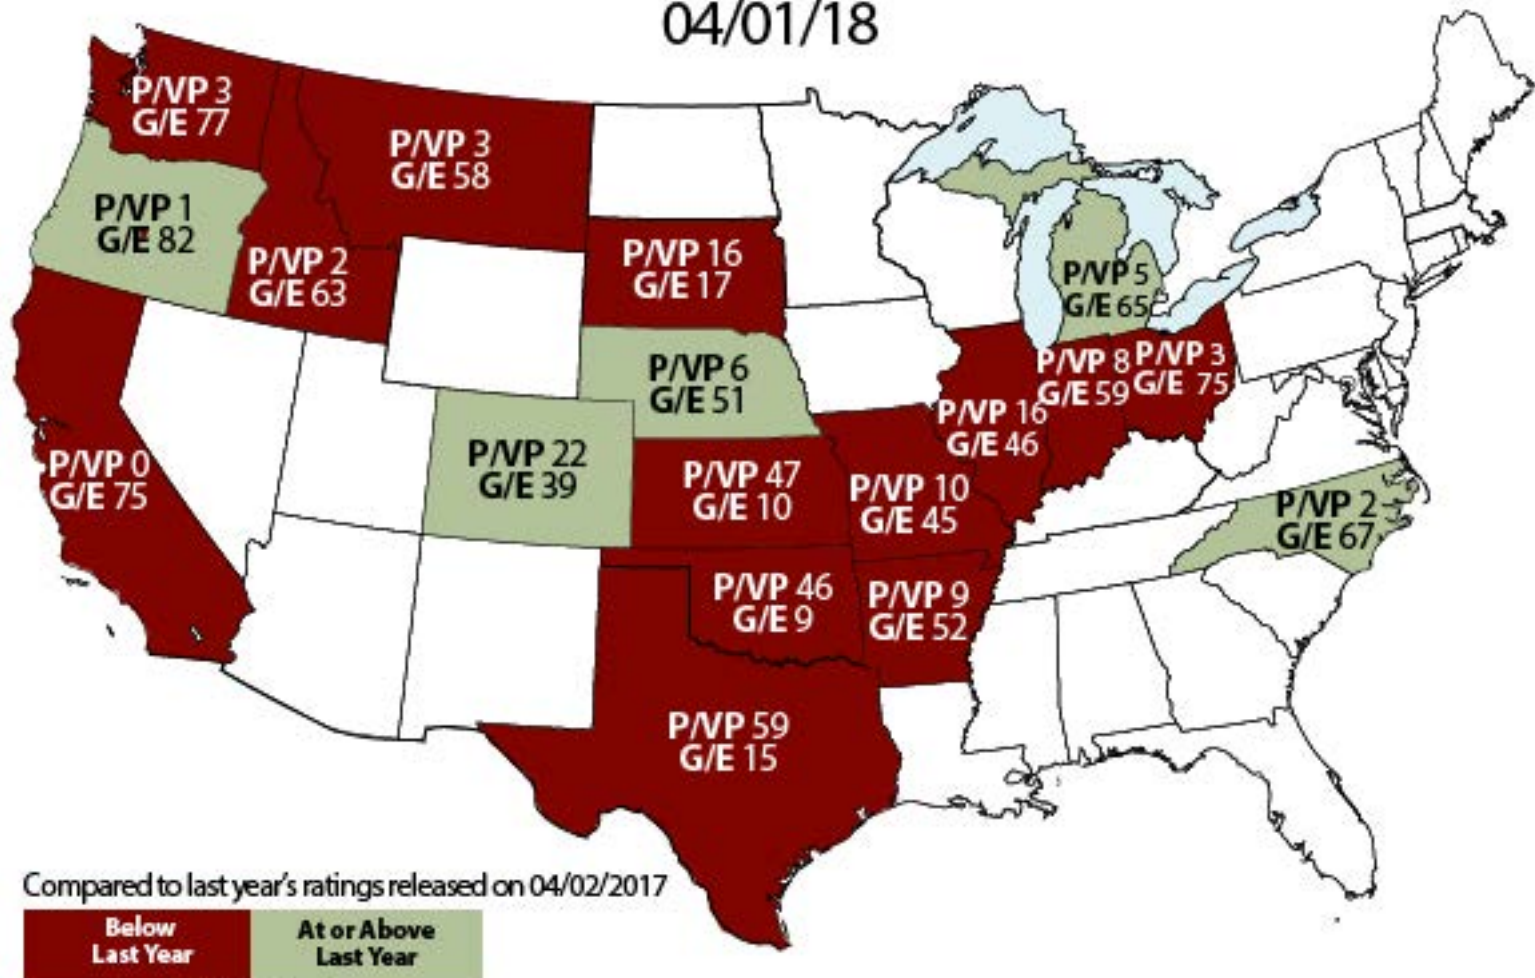 04/01/18
P/VP 3
G/E 77
P/VP 3
G/E 58
P/VP 1
G/E 82
P/VP 2
G/E 63
P/VP 16
G/E 17
P/VP 5
G/E 65
P/VP 6
G/E 51
P/VP 8
G/E 59
P/VP 3
G/E 75
P/VP 16
G/E 46
P/VP 0
G/E 75
P/VP 22
G/E 39
P/VP 47
G/E 10
P/VP 10
G/E 45
P/VP 2
G/E 67
P/VP 46
G/E 9
P/VP 9
G/E 52
P/VP 59
G/E 15
Compared to last year's ratings released on 04/02/2017
Below
Last Year
At or Above
Last Year